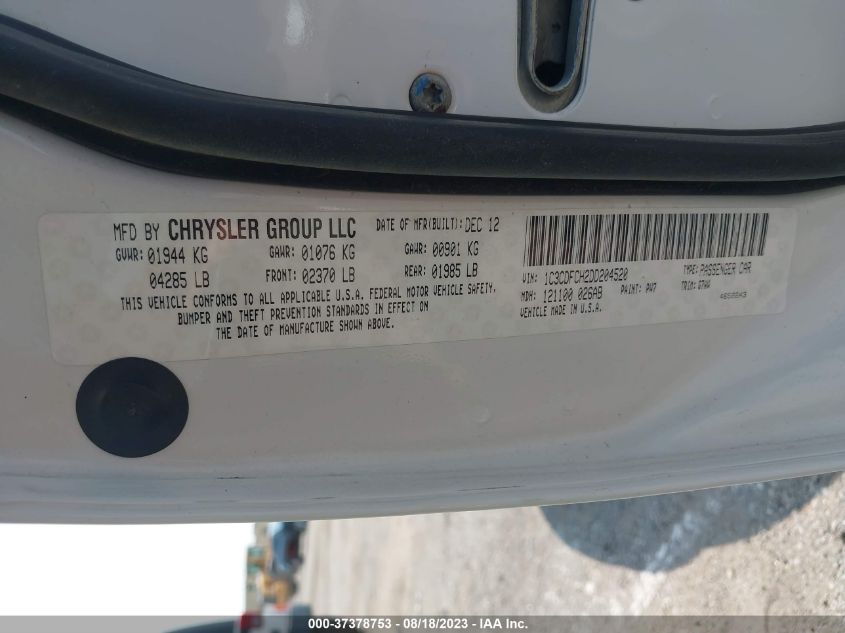 MFD BY CHRYSLER GROUP LLC DATE OF MFR(BUILT): DEC 12
GVWR: 01944 KG GAWR: 01076 KG GAWR: 00901 KG
04285 LB FRONT: 02370 LB REAR: 01985 LB
THIS VEHICLE CONFORMS TO ALL APPLICABLE U.S.A. FEDERAL MOTOR VEHICLE SAFETY,
BUMPER AND THEFT PREVENTION STANDARDS IN EFFECT ON
THE DATE OF MANUFACTURE SHOWN ABOVE.
VIN: 1C3CDFCH2DD204520 TYPE: PASSENGER CAR
MDH: 121100 026AB PAINT: PW7 TRIM:
VEHICLE MADE IN U.S.A.
000-37378753 - 08/18/2023 - IAA Inc.